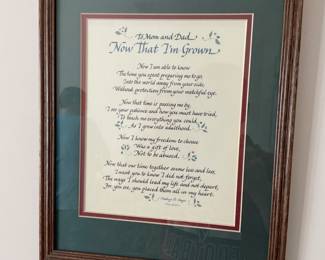 To Mom and Dad,
Now That I'm Grown
Now I am able to know
The time you spent preparing me to go
Into the world away from your side,
Without protection from your watchful eye.
Now that time is passing me by,
I see your patience and how you must have tried,
To teach me everything you could,
As I grew into adulthood.
Now I know my freedom to choose
Was a gift of love,
Not to be abused.
Now that our time together seems less and less,
I want you to know I did not forget,
The ways I should lead my life and not depart,
For you see, you placed them all in my heart.